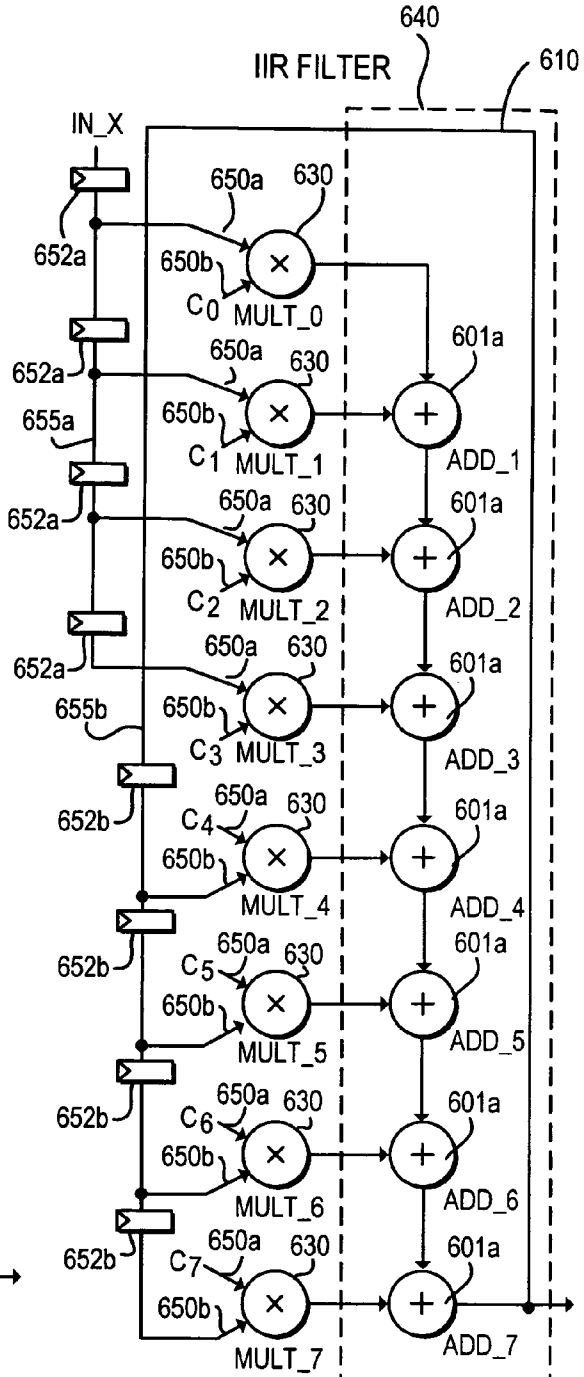 640
IIR FILTER
610
IN_X
650a
630
652a
650b
C0
MULT_0
650a
630
601a
652a
650b
655a
C1
MULT_1
ADD_1
650a
630
601a
652a
650b
C2
MULT_2
ADD_2
650a
630
652a
601a
650b
655b
C3
MULT_3
ADD_3
650a
630
C4
601a
652b
650b
MULT_4
ADD_4
650a
630
C5
601a
652b
650b
MULT_5
ADD_5
650a
630
C6
601a
652b
650b
MULT_6
ADD_6
650a
630
C7
601a
652b
650b
MULT_7
ADD_7